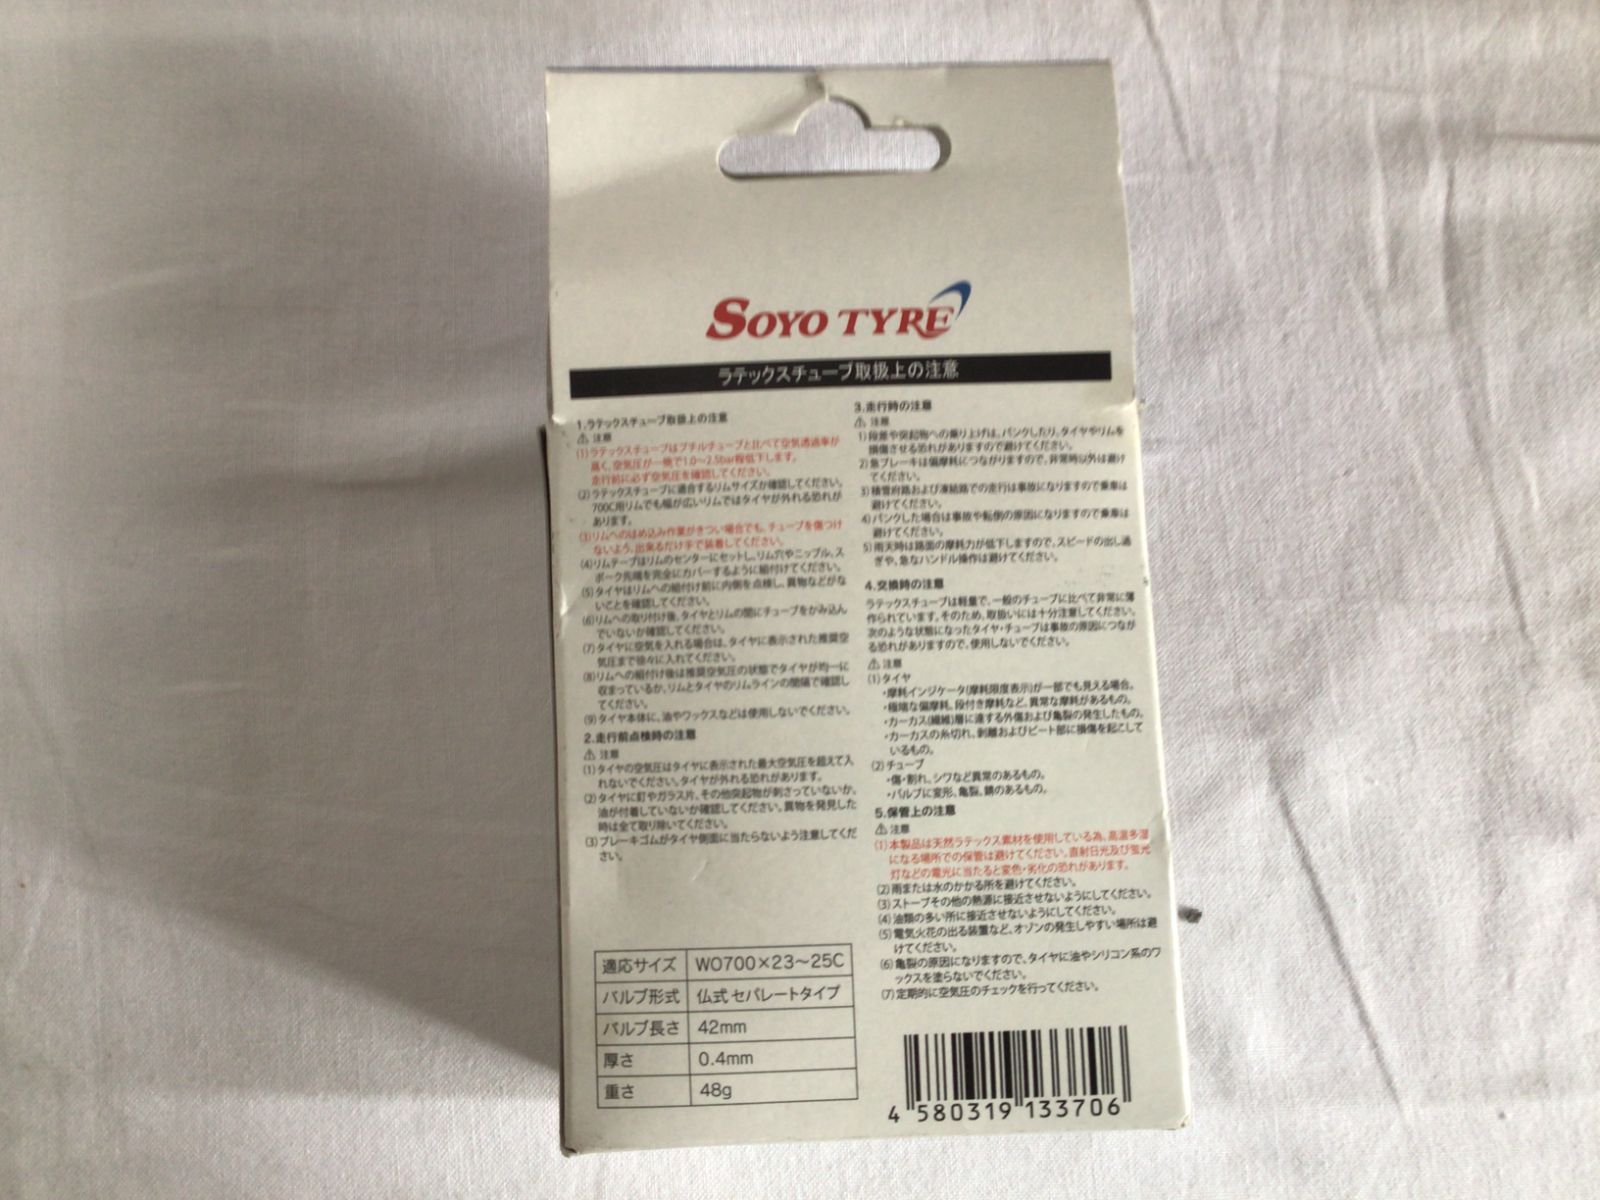 SOYO TYRE
ラテックスチューブ取扱上の注意
1.ラテックスチューブ取扱上の注意
⚠ 注意
(1)ラテックスチューブはブチルチューブと比べて空気透過率が
高く、空気圧が一晩で1.0〜2.5bar程低下します。
走行前に必ず空気圧を確認してください。
(2)ラテックスチューブに適合するリムサイズか確認してください。
700C用リムでも幅が広いリムではタイヤが外れる恐れが
あります。
(3)リムへのはめ込み作業がきつい場合でも、チューブを傷つけ
ないよう、出来るだけ手で装着してください。
(4)リムテープはリムのセンターにセットし、リム穴やニップル、ス
ポーク先端を完全にカバーするように組付けてください。
(5)タイヤはリムへの組付け前に内側を点検し、異物などがな
いことを確認してください。
(6)リムへの取り付け後、タイヤとリムの間にチューブをかみ込ん
でいないか確認してください。
(7)タイヤに空気を入れる場合は、タイヤに表示された推奨空
気圧まで徐々に入れてください。
(8)リムへの組付け後は推奨空気圧の状態でタイヤが均一に
収まっているか、リムとタイヤのリムラインの間隔で確認し
てください。
(9)タイヤ本体に、油やワックスなどは使用しないでください。
2.走行前点検時の注意
⚠ 注意
(1)タイヤの空気圧はタイヤに表示された最大空気圧を超えて入
れないでください。タイヤが外れる恐れがあります。
(2)タイヤに釘やガラス片、その他突起物が刺さっていないか、
油が付着していないか確認してください。異物を発見した
時は全て取り除いてください。
(3)ブレーキゴムがタイヤ側面に当たらないよう注意してくだ
さい。
適応サイズ WO700×23〜25C
バルブ形式 仏式 セパレートタイプ
バルブ長さ 42mm
厚さ 0.4mm
重さ 48g
3.走行時の注意
⚠ 注意
1)段差や突起物への乗り上げは、パンクしたり、タイヤやリムを
損傷させる恐れがありますので避けてください。
2)急ブレーキは偏摩耗につながりますので、非常時以外は避け
てください。
3)積雪府路および凍結路での走行は事故になりますので乗車は
避けてください。
4)パンクした場合は事故や転倒の原因になりますので乗車は
避けてください。
5)雨天時は路面の摩耗力が低下しますので、スピードの出し過
ぎや、急なハンドル操作は避けてください。
4.交換時の注意
ラテックスチューブは軽量で、一般のチューブに比べて非常に薄
作られています。そのため、取扱いには十分注意してください。
次のような状態になったタイヤ・チューブは事故の原因につなが
る恐れがありますので、使用しないでください。
⚠ 注意
(1)タイヤ
・摩耗インジケータ(摩耗限度表示)が一部でも見える場合。
・極端な偏摩耗、段付き摩耗など、異常な摩耗があるもの。
・カーカス(繊維)層に達する外傷および亀裂の発生したもの。
・カーカスの糸切れ、剥離およびビート部に損傷を起こして
いるもの。
(2)チューブ
・傷・割れ、シワなど異常のあるもの。
・バルブに変形、亀裂、錆のあるもの。
5.保管上の注意
⚠ 注意
(1)本製品は天然ラテックス素材を使用している為、高温多湿
になる場所での保管は避けてください。直射日光及び蛍光
灯などの電光に当たると変色・劣化の恐れがあります。
(2)雨または水のかかる所を避けてください。
(3)ストーブその他の熱源に接近させないようにしてください。
(4)油類の多い所に接近させないようにしてください。
(5)電気火花の出る装置など、オゾンの発生しやすい場所は避
けてください。
(6)亀裂の原因になりますので、タイヤに油やシリコン系のワ
ックスを塗らないでください。
(7)定期的に空気圧のチェックを行ってください。
4 580319 133706